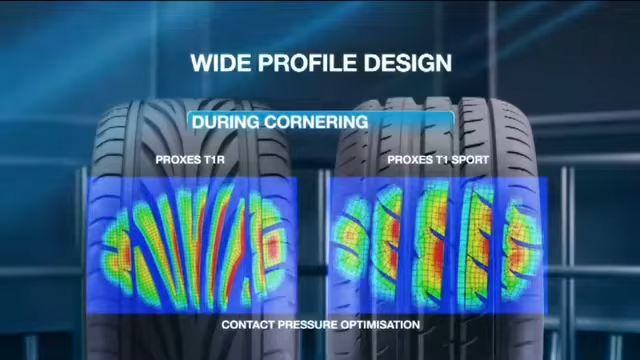 WIDE PROFILE DESIGN
DURING CORNERING
PROXES T1R
PROXES T1 SPORT
CONTACT PRESSURE OPTIMISATION